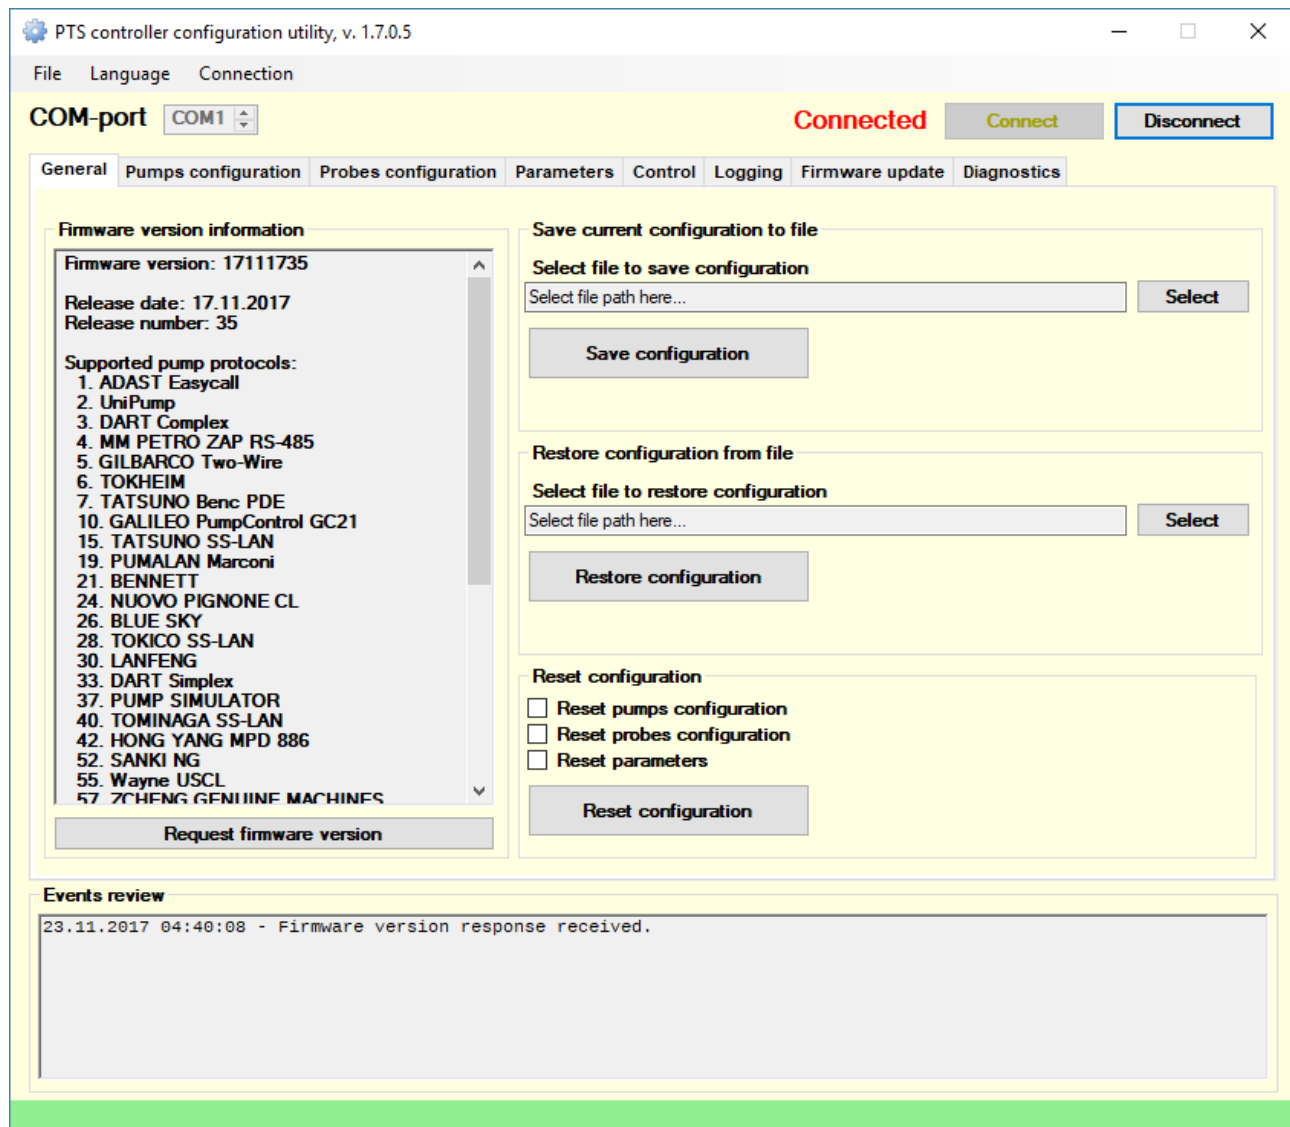 PTS controller configuration utility, v. 1.7.0.5
File Language Connection
COM-port COM1 Connected Connect Disconnect
General Pumps configuration Probes configuration Parameters Control Logging Firmware update Diagnostics
Firmware version information
Firmware version: 17111735
Release date: 17.11.2017
Release number: 35
Supported pump protocols:
1. ADAST Easycall
2. UniPump
3. DART Complex
4. MM PETRO ZAP RS-485
5. GILBARCO Two-Wire
6. TOKHEIM
7. TATSUNO Benc PDE
10. GALILEO PumpControl GC21
15. TATSUNO SS-LAN
19. PUMALAN Marconi
21. BENNETT
24. NUOVO PIGNONE CL
26. BLUE SKY
28. TOKICO SS-LAN
30. LANFENG
33. DART Simplex
37. PUMP SIMULATOR
40. TOMINAGA SS-LAN
42. HONG YANG MPD 886
52. SANKI NG
55. Wayne USCL
57. ZCHENG GENUINE MACHINES
Request firmware version
Save current configuration to file
Select file to save configuration
Select file path here... Select
Save configuration
Restore configuration from file
Select file to restore configuration
Select file path here... Select
Restore configuration
Reset configuration
Reset pumps configuration
Reset probes configuration
Reset parameters
Reset configuration
Events review
23.11.2017 04:40:08 - Firmware version response received.